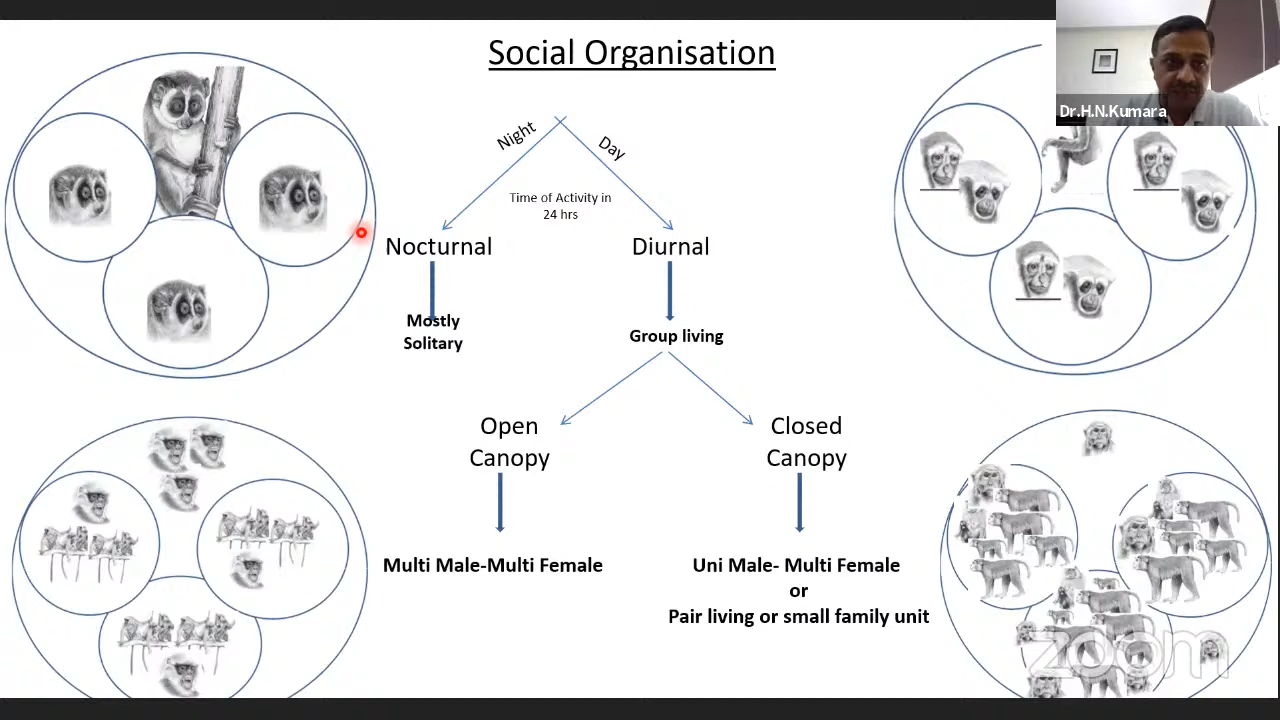 Social Organisation
Dr.H.N.Kumara
Night
Day
Time of Activity in
24 hrs
Nocturnal
Diurnal
Mostly
Solitary
Group living
Open
Canopy
Closed
Canopy
Multi Male-Multi Female
Uni Male- Multi Female
or
Pair living or small family unit
zoom